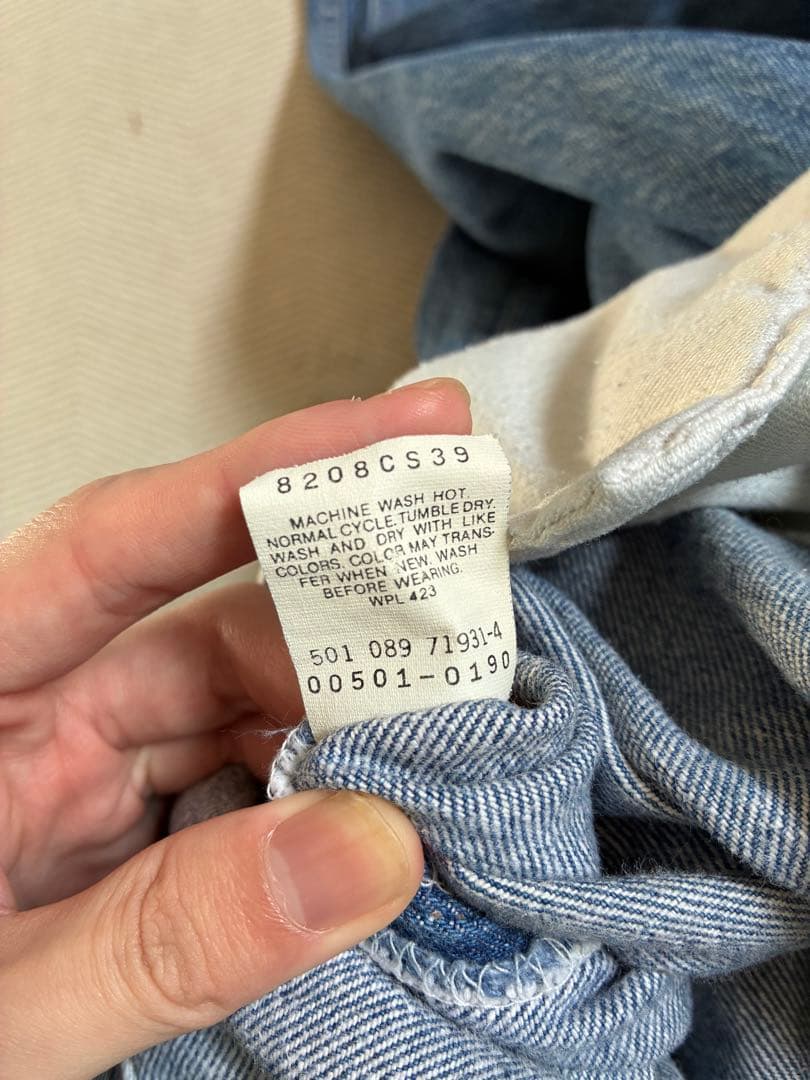 8208CS39
MACHINE WASH HOT.
NORMAL CYCLE. TUMBLE DRY.
WASH AND DRY WITH LIKE
COLORS. COLOR MAY TRANS-
FER WHEN NEW. WASH
BEFORE WEARING.
WPL 423
501 089 71931-4
00501-0190